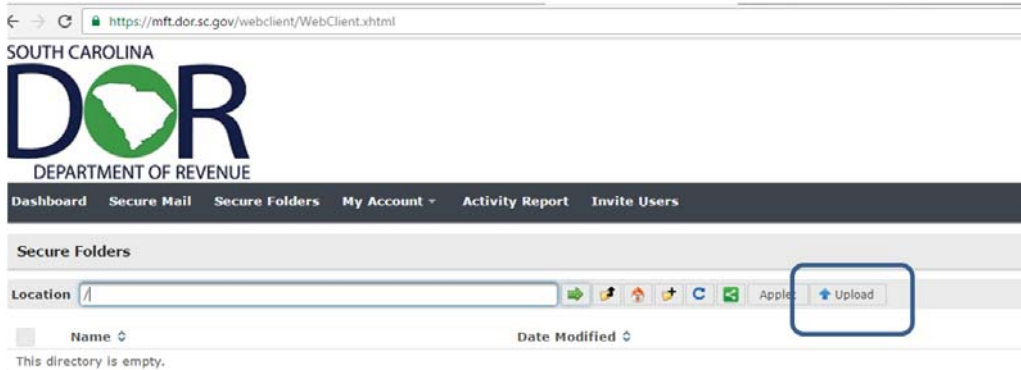 https://mft.dor.sc.gov/webclient/WebClient.xhtml
SOUTH CAROLINA
DOR
DEPARTMENT OF REVENUE
Dashboard Secure Mail Secure Folders My Account Activity Report Invite Users
Secure Folders
Location / Applet Upload
Name Date Modified
This directory is empty.